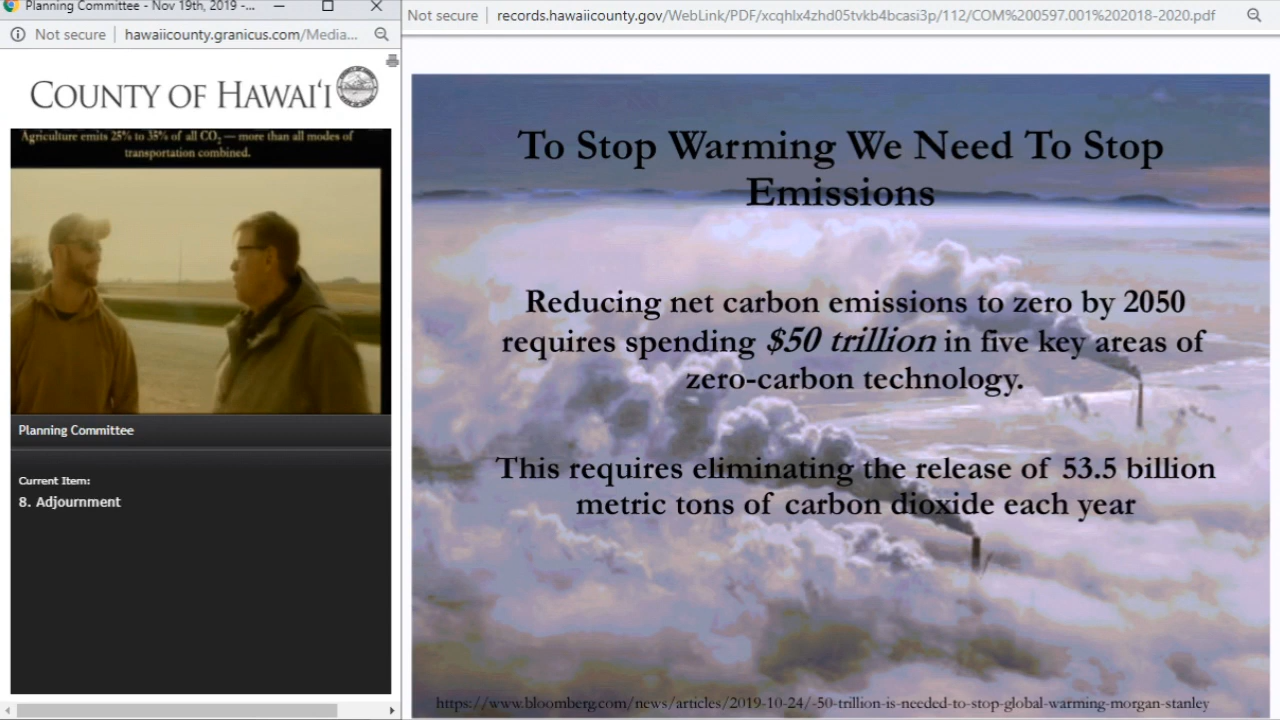 Planning Committee - Nov 19th, 2019 -...
Not secure | hawaiicounty.granicus.com/Media...
COUNTY OF HAWAI‘I
Agriculture emits 25% to 35% of all CO₂ — more than all modes of
transportation combined.
Planning Committee
Current Item:
8. Adjournment
Not secure | records.hawaiicounty.gov/WebLink/PDF/xcqhlx4zhd05tvkb4bcasi3p/112/COM%200597.001%202018-2020.pdf
To Stop Warming We Need To Stop
Emissions
Reducing net carbon emissions to zero by 2050
requires spending $50 trillion in five key areas of
zero-carbon technology.
This requires eliminating the release of 53.5 billion
metric tons of carbon dioxide each year
https://www.bloomberg.com/news/articles/2019-10-24/-50-trillion-is-needed-to-stop-global-warming-morgan-stanley